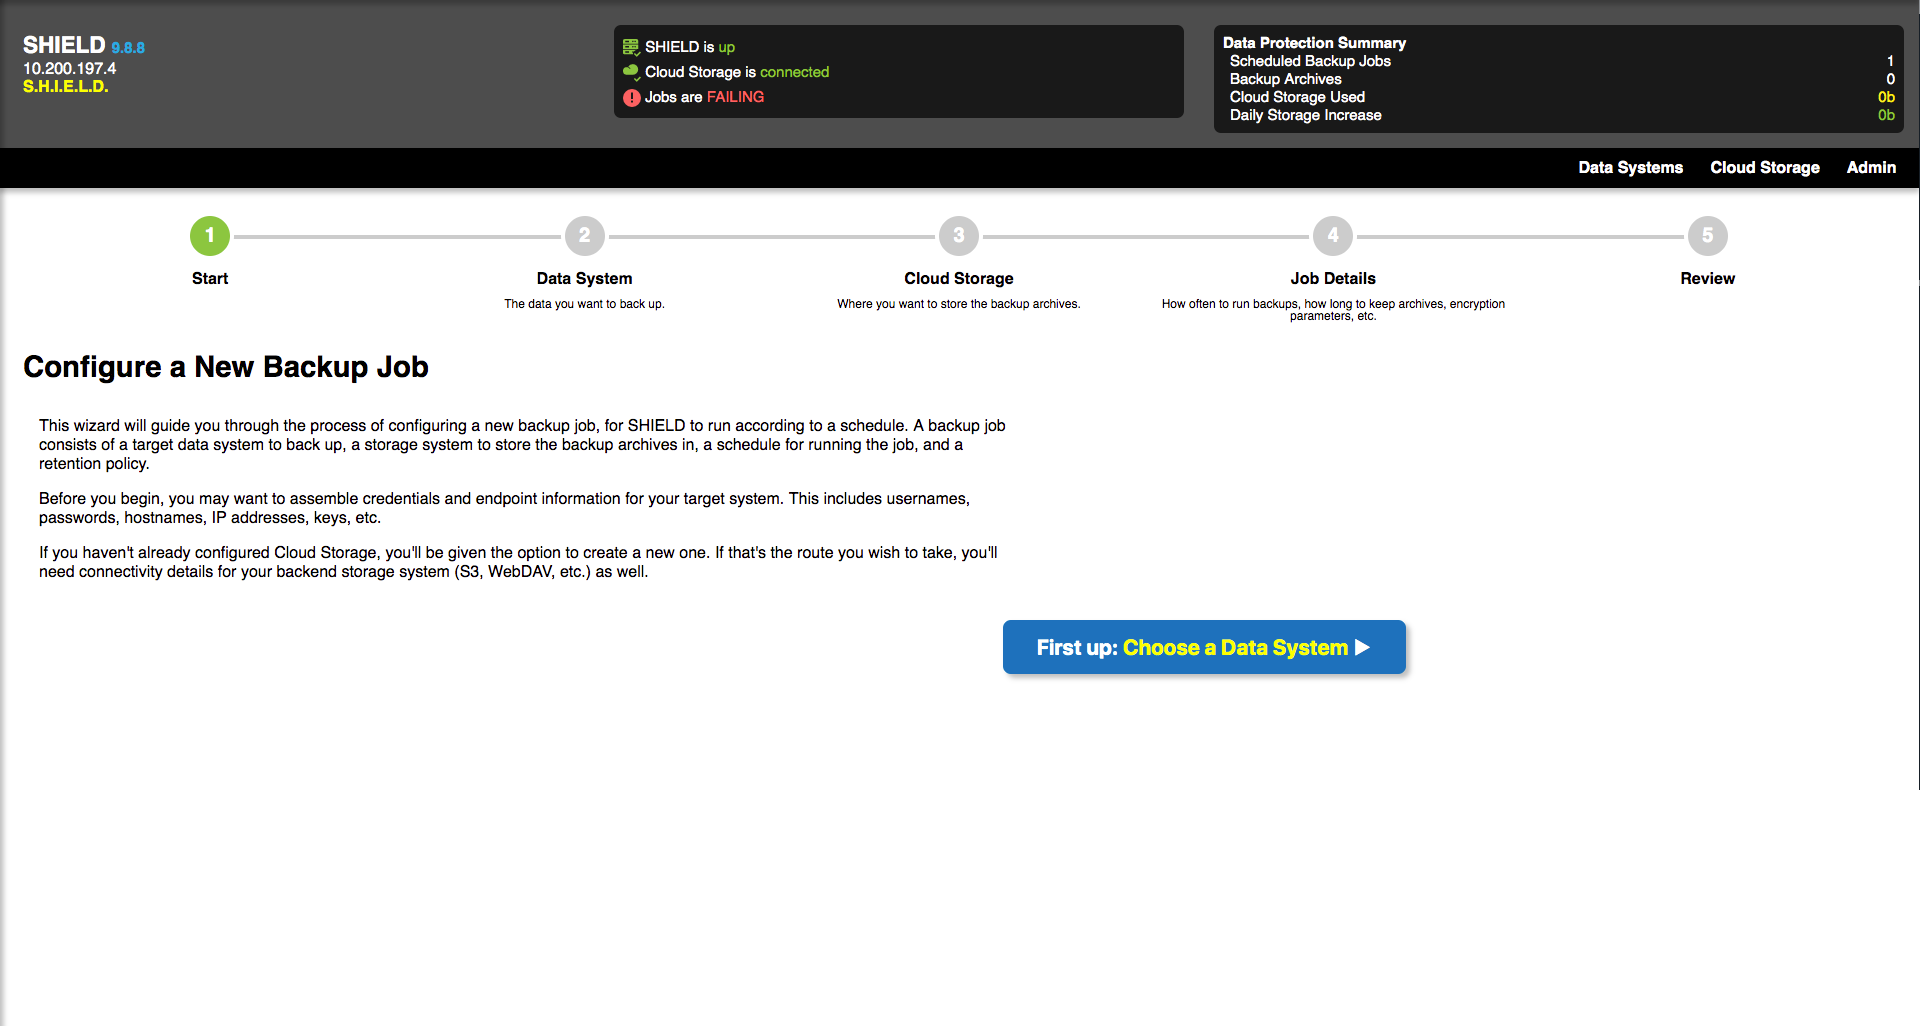 SHIELD 9.8.8
10.200.197.4
S.H.I.E.L.D.
SHIELD is up
Cloud Storage is connected
Jobs are FAILING
Data Protection Summary
Scheduled Backup Jobs 1
Backup Archives 0
Cloud Storage Used 0b
Daily Storage Increase 0b
Data Systems Cloud Storage Admin
1 2 3 4 5
Start Data System Cloud Storage Job Details Review
The data you want to back up. Where you want to store the backup archives. How often to run backups, how long to keep archives, encryption
parameters, etc.
Configure a New Backup Job
This wizard will guide you through the process of configuring a new backup job, for SHIELD to run according to a schedule. A backup job
consists of a target data system to back up, a storage system to store the backup archives in, a schedule for running the job, and a
retention policy.
Before you begin, you may want to assemble credentials and endpoint information for your target system. This includes usernames,
passwords, hostnames, IP addresses, keys, etc.
If you haven't already configured Cloud Storage, you'll be given the option to create a new one. If that's the route you wish to take, you'll
need connectivity details for your backend storage system (S3, WebDAV, etc.) as well.
First up: Choose a Data System ▶